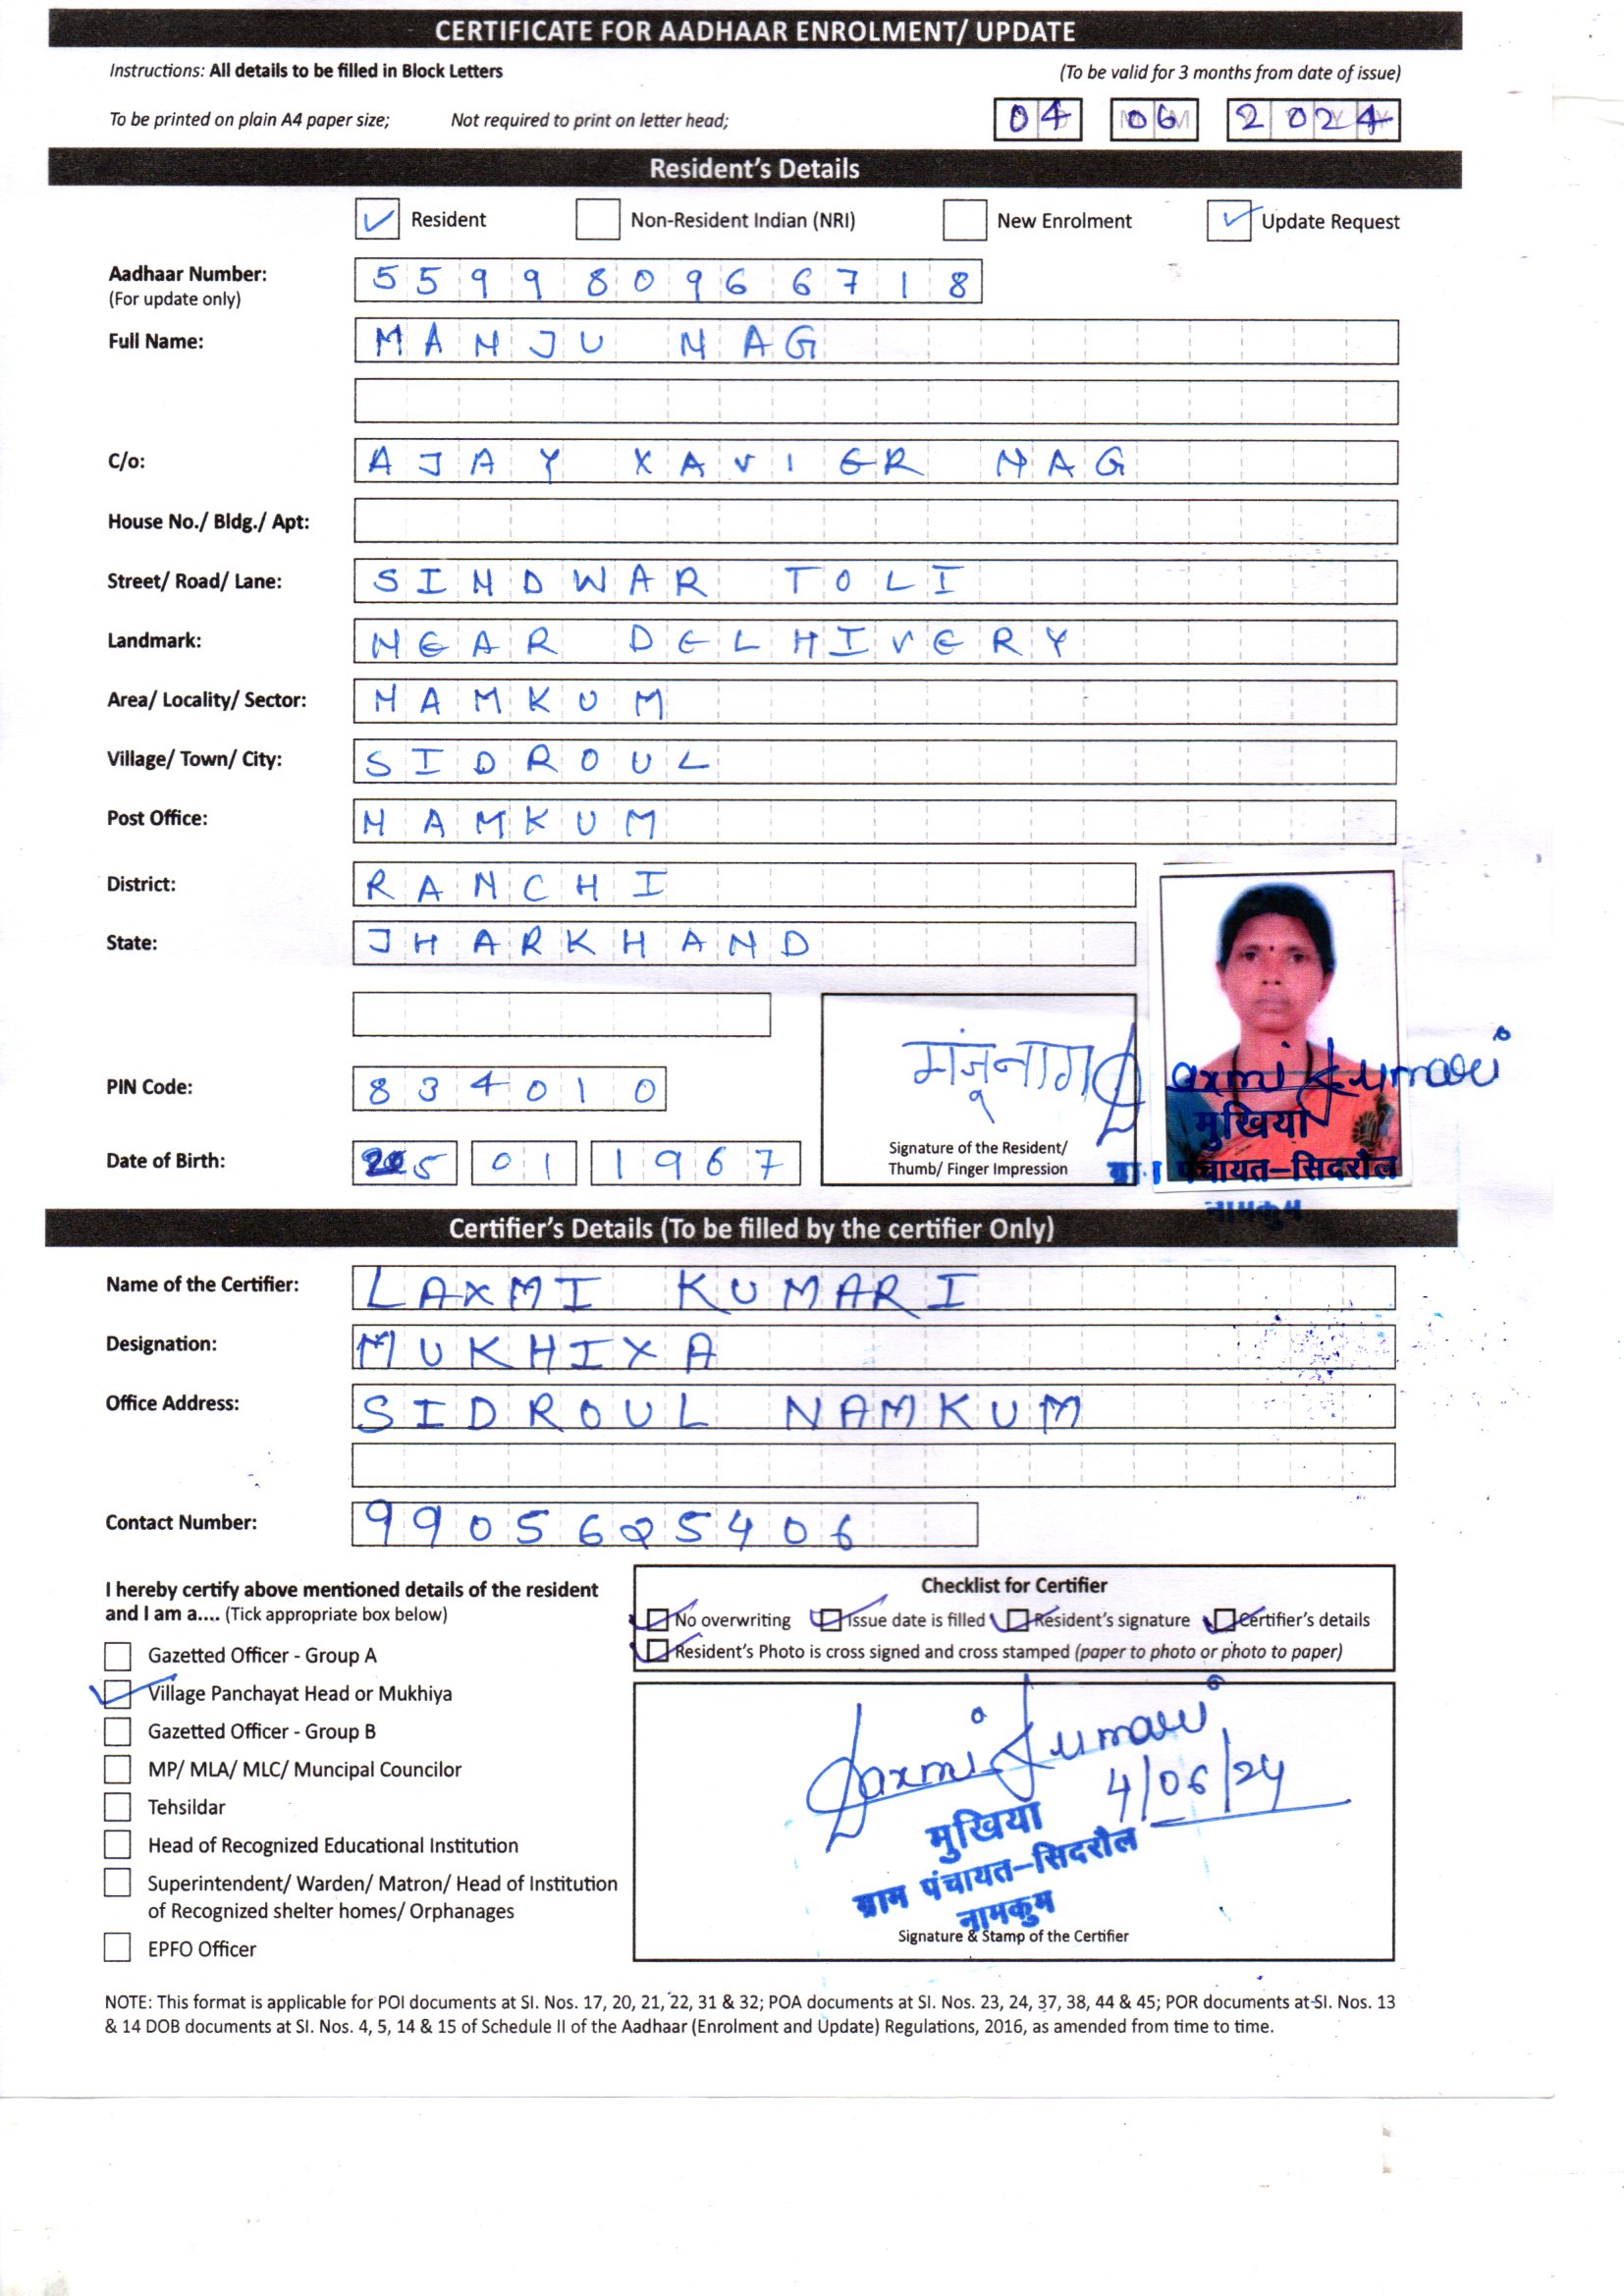 CERTIFICATE FOR AADHAAR ENROLMENT/ UPDATE
Instructions: All details to be filled in Block Letters (To be valid for 3 months from date of issue)
To be printed on plain A4 paper size; Not required to print on letter head; 04 06 2024
Resident's Details
Resident Non-Resident Indian (NRI) New Enrolment Update Request
Aadhaar Number: 559980966718
(For update only)
Full Name: MANJU NAG
C/o: AJAY XAVIER NAG
House No./ Bldg./ Apt:
Street/ Road/ Lane: SINDWAR TOLI
Landmark: NEAR DELHIVERY
Area/ Locality/ Sector: NAMKUM
Village/ Town/ City: SIDROUL
Post Office: NAMKUM
District: RANCHI
State: JHARKHAND
PIN Code: 834010
मंजू नाग
Laxmi Kumari
मुखिया
ग्रा. पंचायत–सिदरौल
नामकुम
Date of Birth: 01 1967
Signature of the Resident/
Thumb/ Finger Impression
Certifier's Details (To be filled by the certifier Only)
Name of the Certifier: LAXMI KUMARI
Designation: MUKHIXA
Office Address: SIDROUL NAMKUM
Contact Number: 9905625406
I hereby certify above mentioned details of the resident
and I am a.... (Tick appropriate box below)
Gazetted Officer - Group A
Village Panchayat Head or Mukhiya
Gazetted Officer - Group B
MP/ MLA/ MLC/ Muncipal Councilor
Tehsildar
Head of Recognized Educational Institution
Superintendent/ Warden/ Matron/ Head of Institution
of Recognized shelter homes/ Orphanages
EPFO Officer
Checklist for Certifier
No overwriting Issue date is filled Resident's signature Certifier's details
Resident's Photo is cross signed and cross stamped (paper to photo or photo to paper)
Laxmi Kumari
4/06/24
मुखिया
ग्राम पंचायत–सिदरौल
नामकुम
Signature & Stamp of the Certifier
NOTE: This format is applicable for POI documents at SI. Nos. 17, 20, 21, 22, 31 & 32; POA documents at SI. Nos. 23, 24, 37, 38, 44 & 45; POR documents at SI. Nos. 13
& 14 DOB documents at SI. Nos. 4, 5, 14 & 15 of Schedule II of the Aadhaar (Enrolment and Update) Regulations, 2016, as amended from time to time.